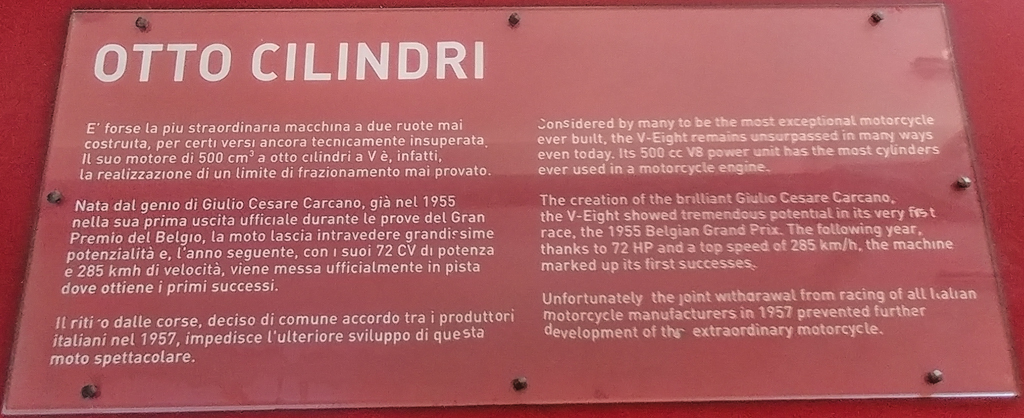 OTTO CILINDRI
E' forse la piu straordinaria macchina a due ruote mai
costruita, per certi versi ancora tecnicamente insuperata.
Il suo motore di 500 cm³ a otto cilindri a V è, infatti,
la realizzazione di un limite di frazionamento mai provato.
Nata dal genio di Giulio Cesare Carcano, già nel 1955
nella sua prima uscita ufficiale durante le prove del Gran
Premio del Belgio, la moto lascia intravedere grandissime
potenzialità e, l'anno seguente, con i suoi 72 CV di potenza
e 285 kmh di velocità, viene messa ufficialmente in pista
dove ottiene i primi successi.
Il ritiro dalle corse, deciso di comune accordo tra i produttori
italiani nel 1957, impedisce l'ulteriore sviluppo di questa
moto spettacolare.
Considered by many to be the most exceptional motorcycle
ever built, the V-Eight remains unsurpassed in many ways
even today. Its 500 cc V8 power unit has the most cylinders
ever used in a motorcycle engine.
The creation of the brilliant Giulio Cesare Carcano,
the V-Eight showed tremendous potential in its very first
race, the 1955 Belgian Grand Prix. The following year,
thanks to 72 HP and a top speed of 285 km/h, the machine
marked up its first successes.
Unfortunately the joint withdrawal from racing of all Italian
motorcycle manufacturers in 1957 prevented further
development of the extraordinary motorcycle.